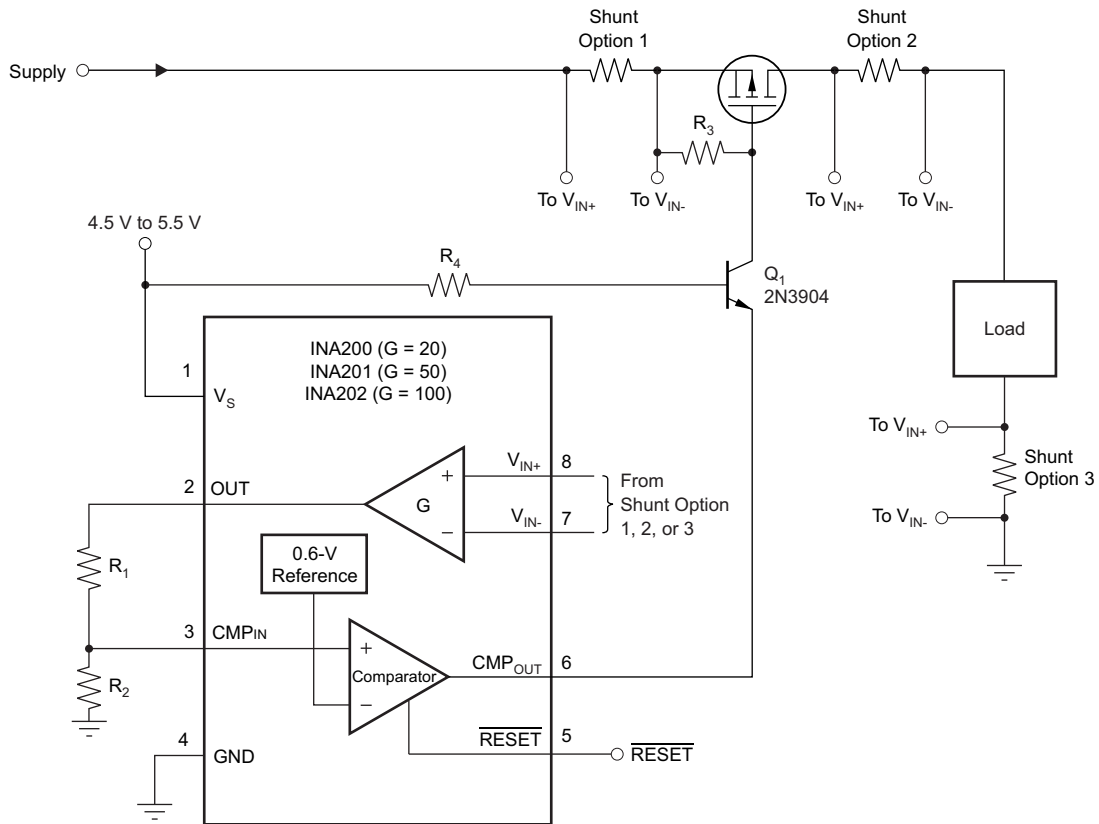 Shunt
Option 1
Shunt
Option 2
Supply
R3
To VIN+
To VIN-
To VIN+
To VIN-
4.5 V to 5.5 V
R4
Q1
2N3904
Load
INA200 (G = 20)
INA201 (G = 50)
INA202 (G = 100)
1
VS
To VIN+
Shunt
Option 3
To VIN-
2
OUT
G
+
−
VIN+
8
VIN-
7
From
Shunt Option
1, 2, or 3
R1
0.6-V
Reference
3
CMPIN
+
Comparator
−
CMPOUT
6
R2
4
GND
RESET
5
RESET